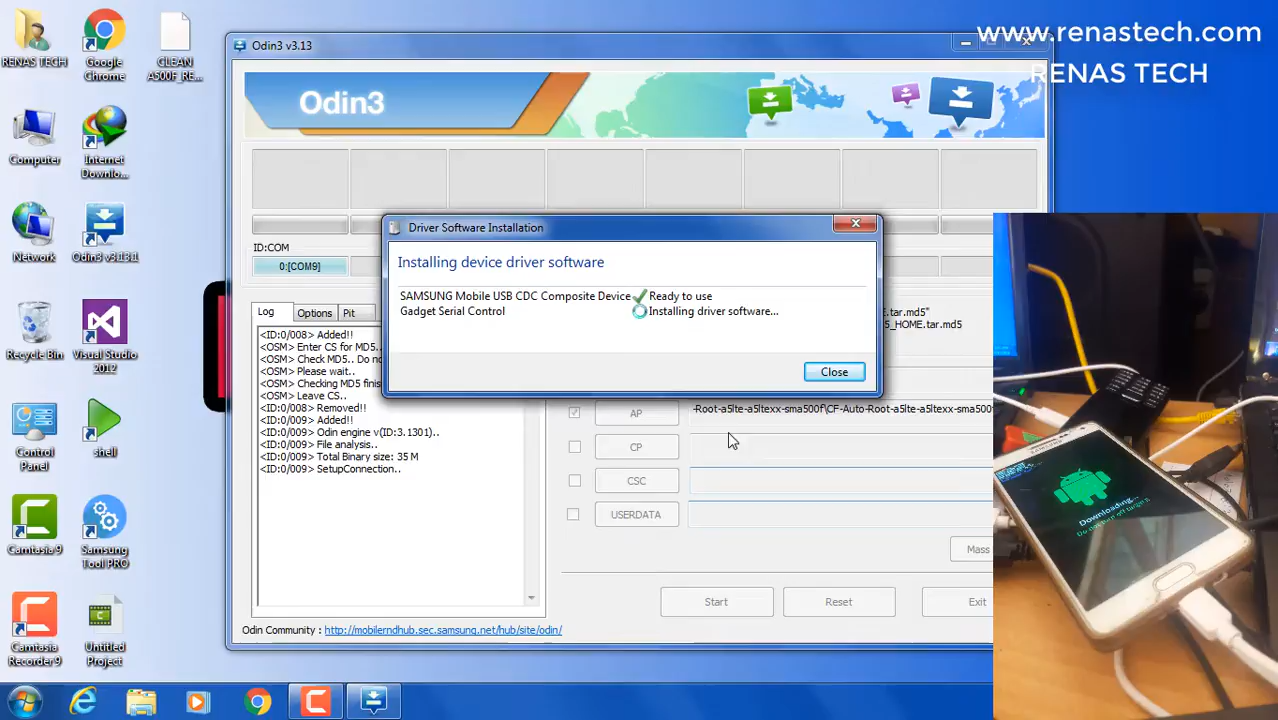 www.renastech.com
RENAS TECH
RENAS TECH
Google
Chrome
CLEAN
A500F_RE...
Computer
Internet
Downlo...
Network
Odin3 v3.13.1
Recycle Bin
Visual Studio
2012
Control
Panel
shell
Camtasia 9
Samsung
Tool PRO
Camtasia
Recorder 9
Untitled
Project
Odin3 v3.13
Odin3
ID:COM
0:[COM9]
Log
Options
Pit
<ID:0/008> Added!!
<OSM> Enter CS for MD5..
<OSM> Check MD5.. Do no
<OSM> Please wait..
<OSM> Checking MD5 finis
<OSM> Leave CS..
<ID:0/008> Removed!!
<ID:0/009> Added!!
<ID:0/009> Odin engine v(ID:3.1301)..
<ID:0/009> File analysis..
<ID:0/009> Total Binary size: 35 M
<ID:0/009> SetupConnection..
Driver Software Installation
Installing device driver software
SAMSUNG Mobile USB CDC Composite Device
Ready to use
Gadget Serial Control
Installing driver software...
Close
E.tar.md5"
5_HOME.tar.md5
AP
-Root-a5lte-a5ltexx-sma500f\CF-Auto-Root-a5lte-a5ltexx-sma500
CP
CSC
USERDATA
Mass
Start
Reset
Exit
Odin Community : http://mobilerndhub.sec.samsung.net/hub/site/odin/
Downloading...
Do not turn off target!!